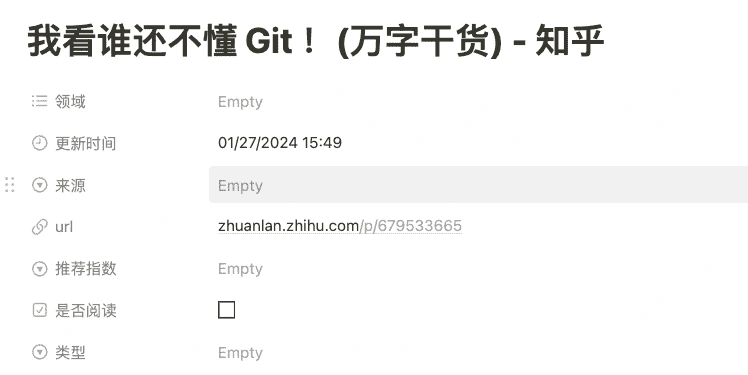 我看谁还不懂 Git！ (万字干货) - 知乎
领域 Empty
更新时间 01/27/2024 15:49
来源 Empty
url zhuanlan.zhihu.com/p/679533665
推荐指数 Empty
是否阅读
类型 Empty